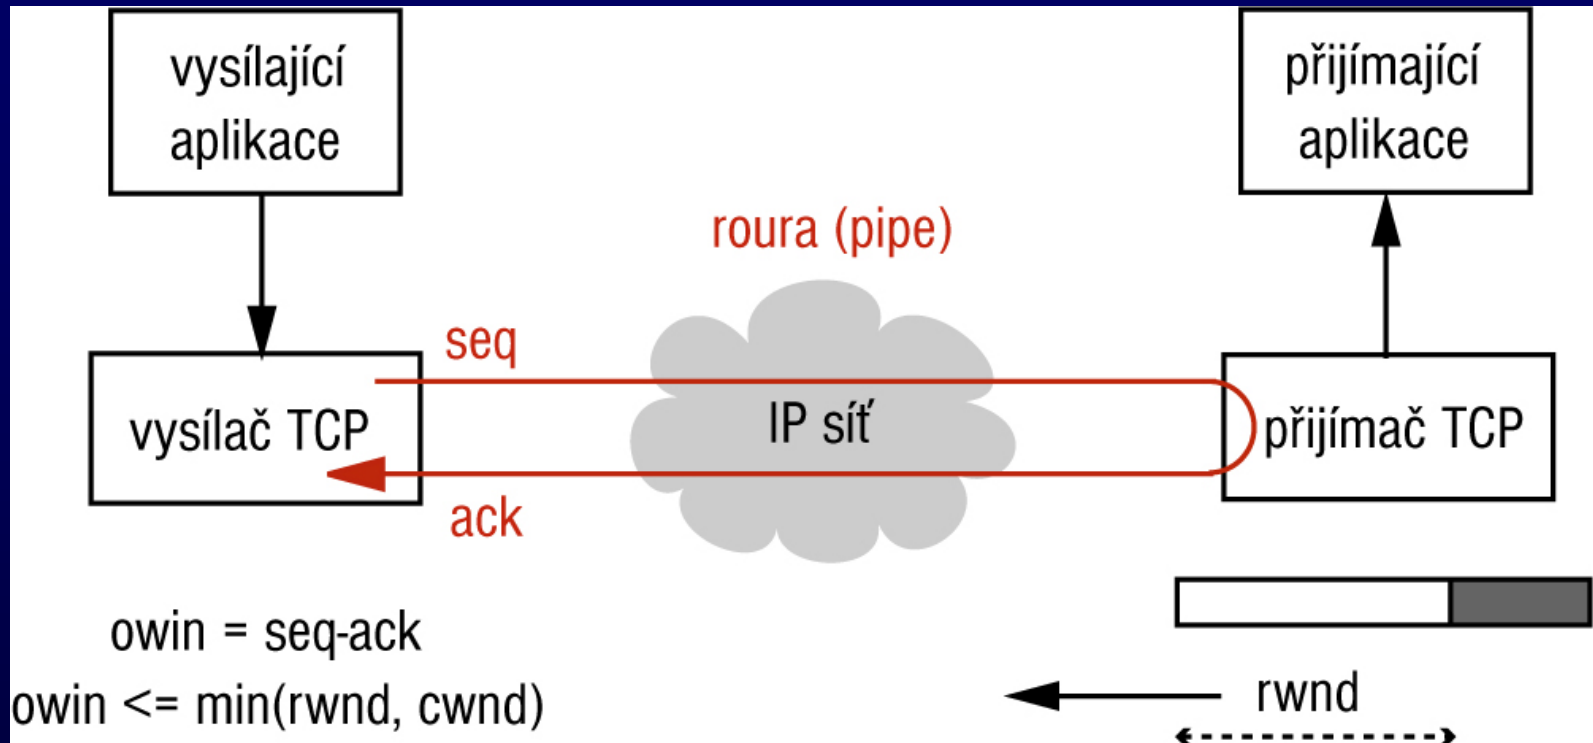 vysílající
aplikace
přijímající
aplikace
roura (pipe)
seq
vysílač TCP
IP síť
přijímač TCP
ack
owin = seq-ack
owin <= min(rwnd, cwnd)
rwnd